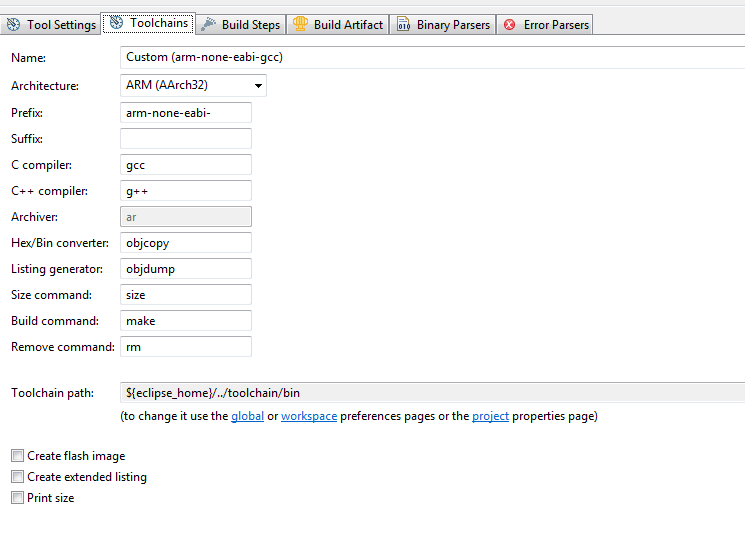 Tool Settings Toolchains Build Steps Build Artifact Binary Parsers Error Parsers
Name: Custom (arm-none-eabi-gcc)
Architecture: ARM (AArch32)
Prefix: arm-none-eabi-
Suffix:
C compiler: gcc
C++ compiler: g++
Archiver: ar
Hex/Bin converter: objcopy
Listing generator: objdump
Size command: size
Build command: make
Remove command: rm
Toolchain path: ${eclipse_home}/../toolchain/bin
(to change it use the global or workspace preferences pages or the project properties page)
Create flash image
Create extended listing
Print size